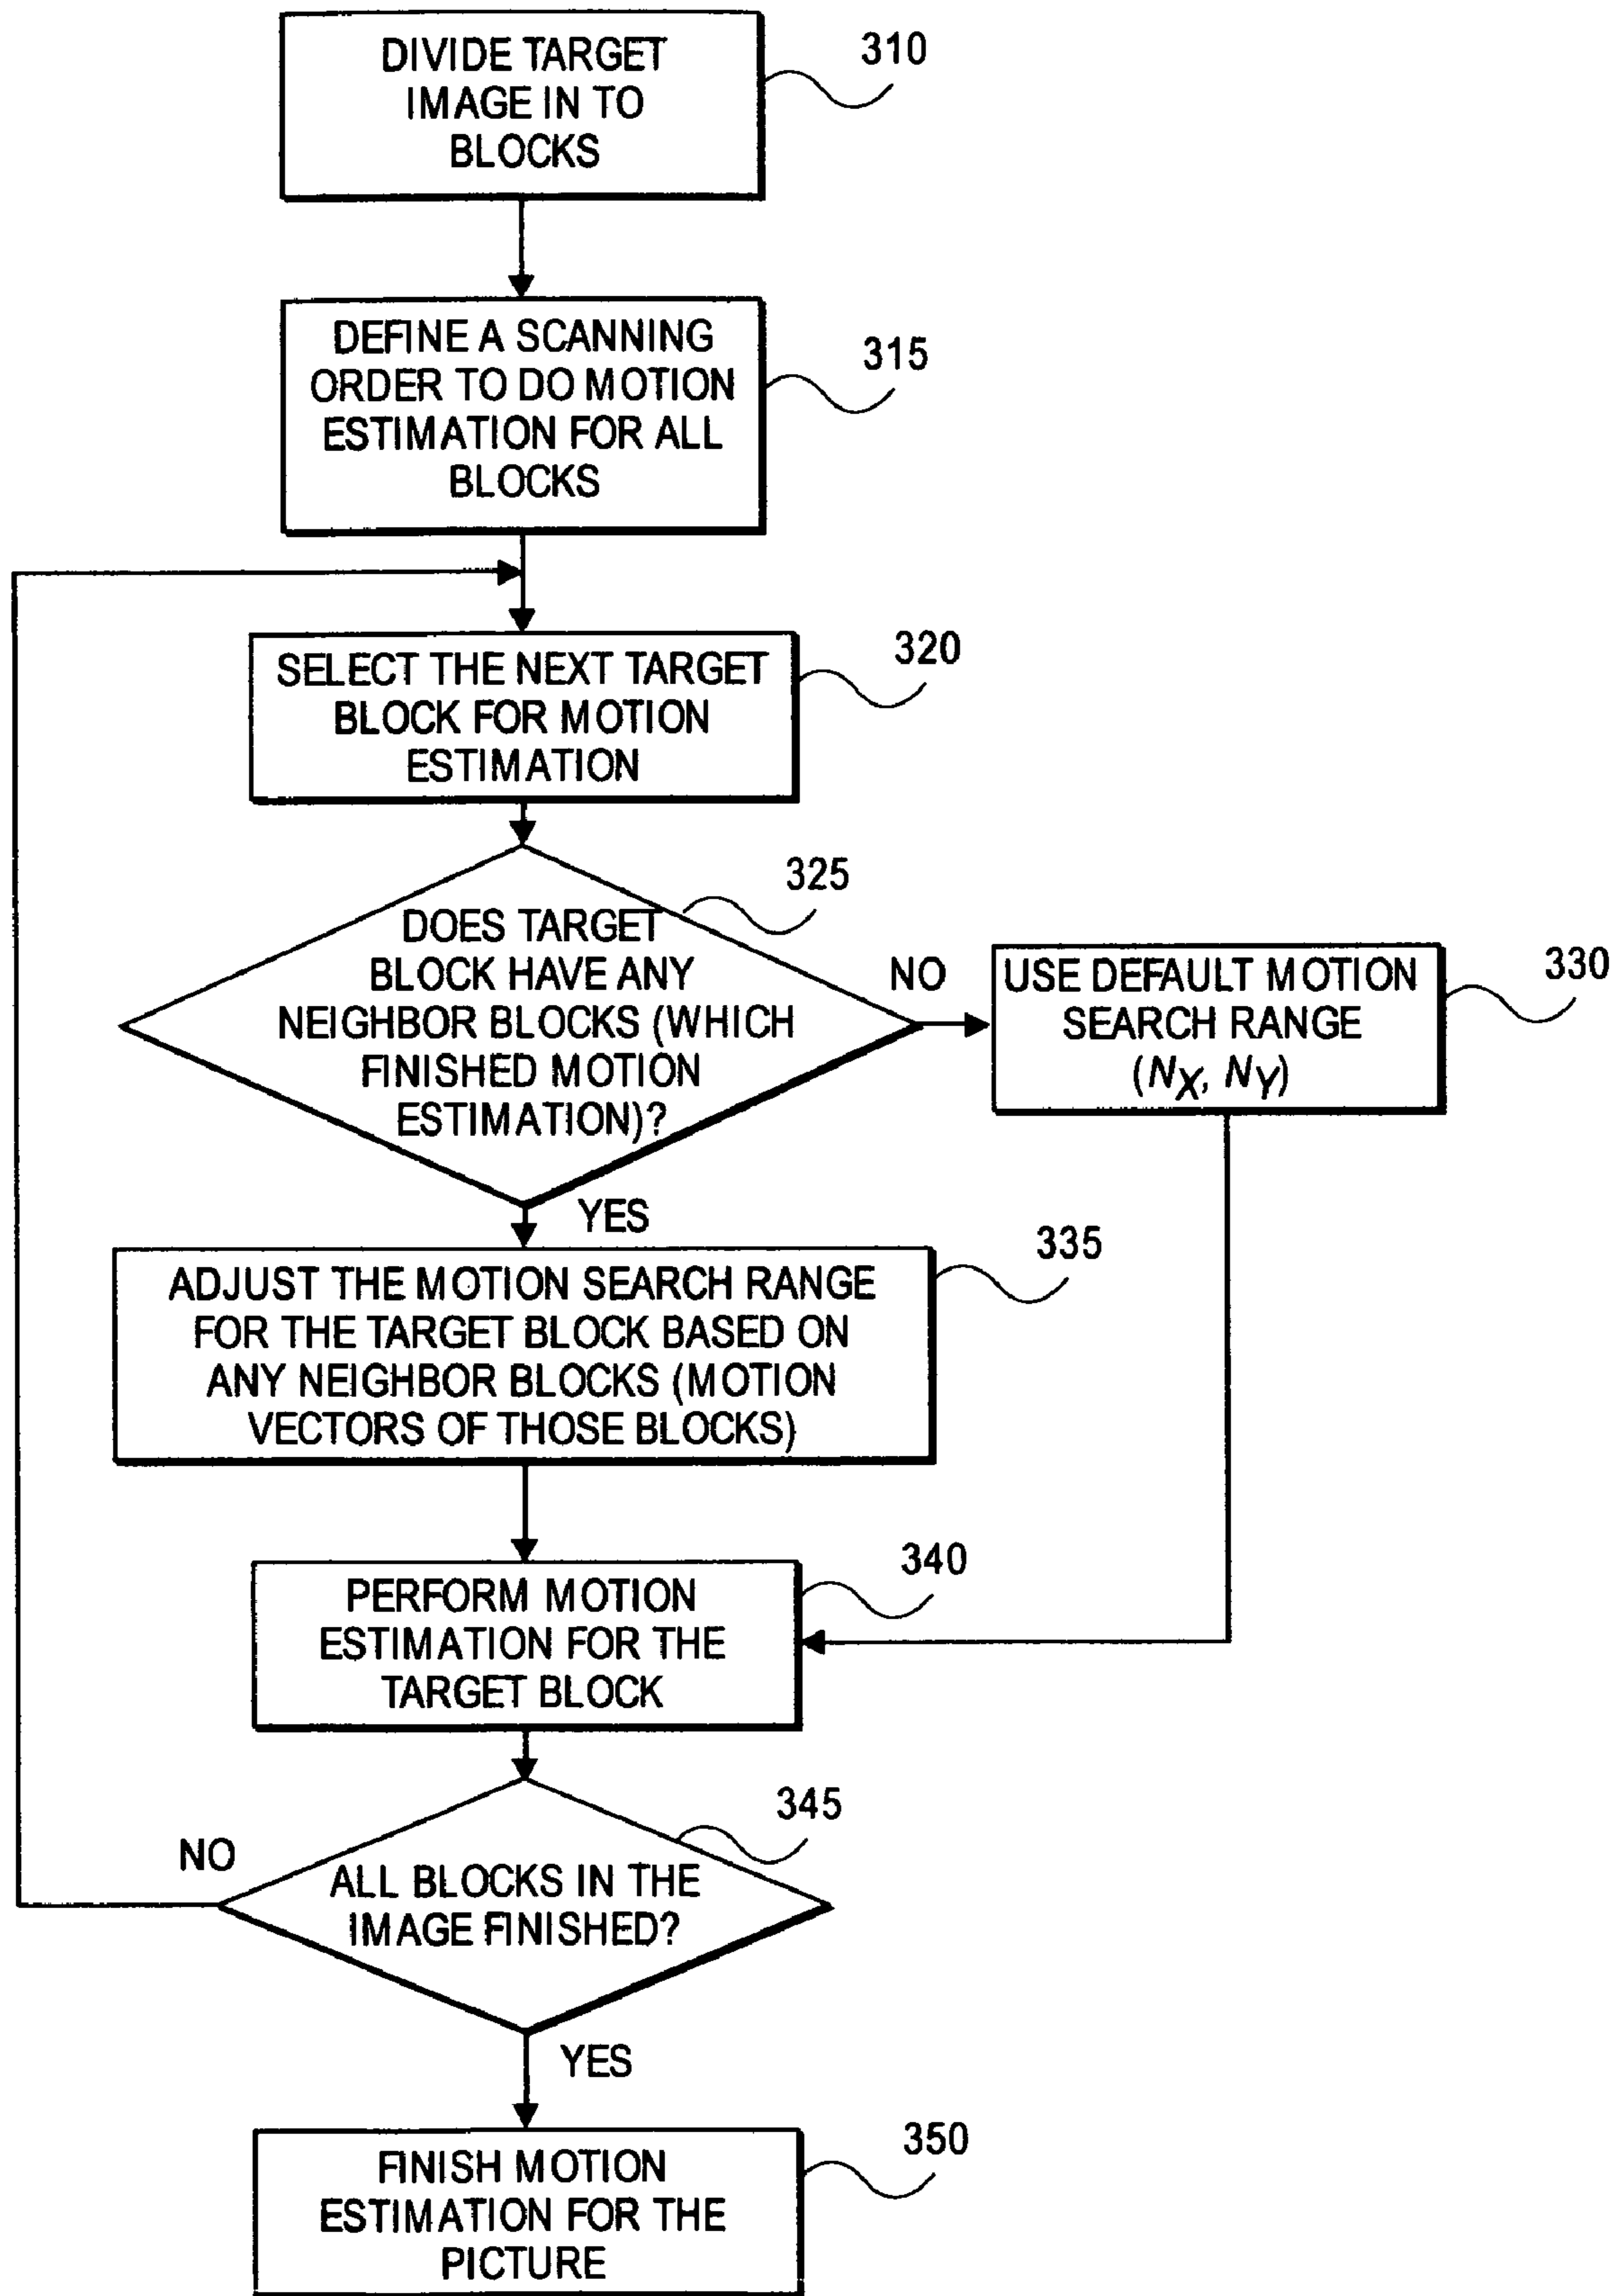 DIVIDE TARGET
IMAGE IN TO
BLOCKS
310
DEFINE A SCANNING
ORDER TO DO MOTION
ESTIMATION FOR ALL
BLOCKS
315
SELECT THE NEXT TARGET
BLOCK FOR MOTION
ESTIMATION
320
DOES TARGET
BLOCK HAVE ANY
NEIGHBOR BLOCKS (WHICH
FINISHED MOTION
ESTIMATION)?
325
NO
USE DEFAULT MOTION
SEARCH RANGE
(NX, NY)
330
YES
ADJUST THE MOTION SEARCH RANGE
FOR THE TARGET BLOCK BASED ON
ANY NEIGHBOR BLOCKS (MOTION
VECTORS OF THOSE BLOCKS)
335
PERFORM MOTION
ESTIMATION FOR THE
TARGET BLOCK
340
ALL BLOCKS IN THE
IMAGE FINISHED?
345
NO
YES
FINISH MOTION
ESTIMATION FOR THE
PICTURE
350